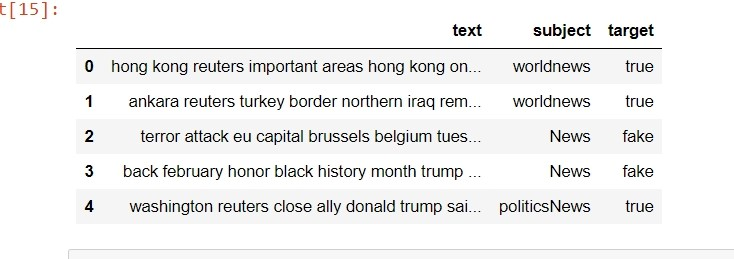 t[15]:
text subject target
0 hong kong reuters important areas hong kong on... worldnews true
1 ankara reuters turkey border northern iraq rem... worldnews true
2 terror attack eu capital brussels belgium tues... News fake
3 back february honor black history month trump ... News fake
4 washington reuters close ally donald trump sai... politicsNews true